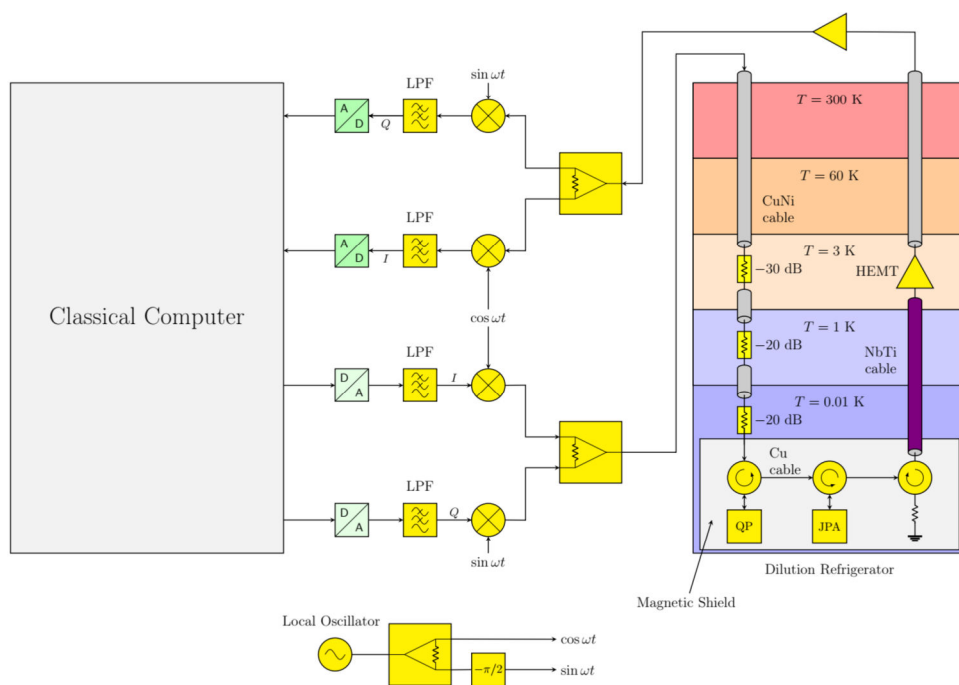 sin ωt
LPF
A
D
Q
T = 300 K
T = 60 K
CuNi
cable
LPF
A
D
I
T = 3 K
−30 dB
HEMT
Classical Computer
cos ωt
T = 1 K
−20 dB
NbTi
cable
LPF
D
A
I
T = 0.01 K
−20 dB
Cu
cable
LPF
D
A
Q
QP
JPA
sin ωt
Dilution Refrigerator
Magnetic Shield
Local Oscillator
cos ωt
−π/2
sin ωt